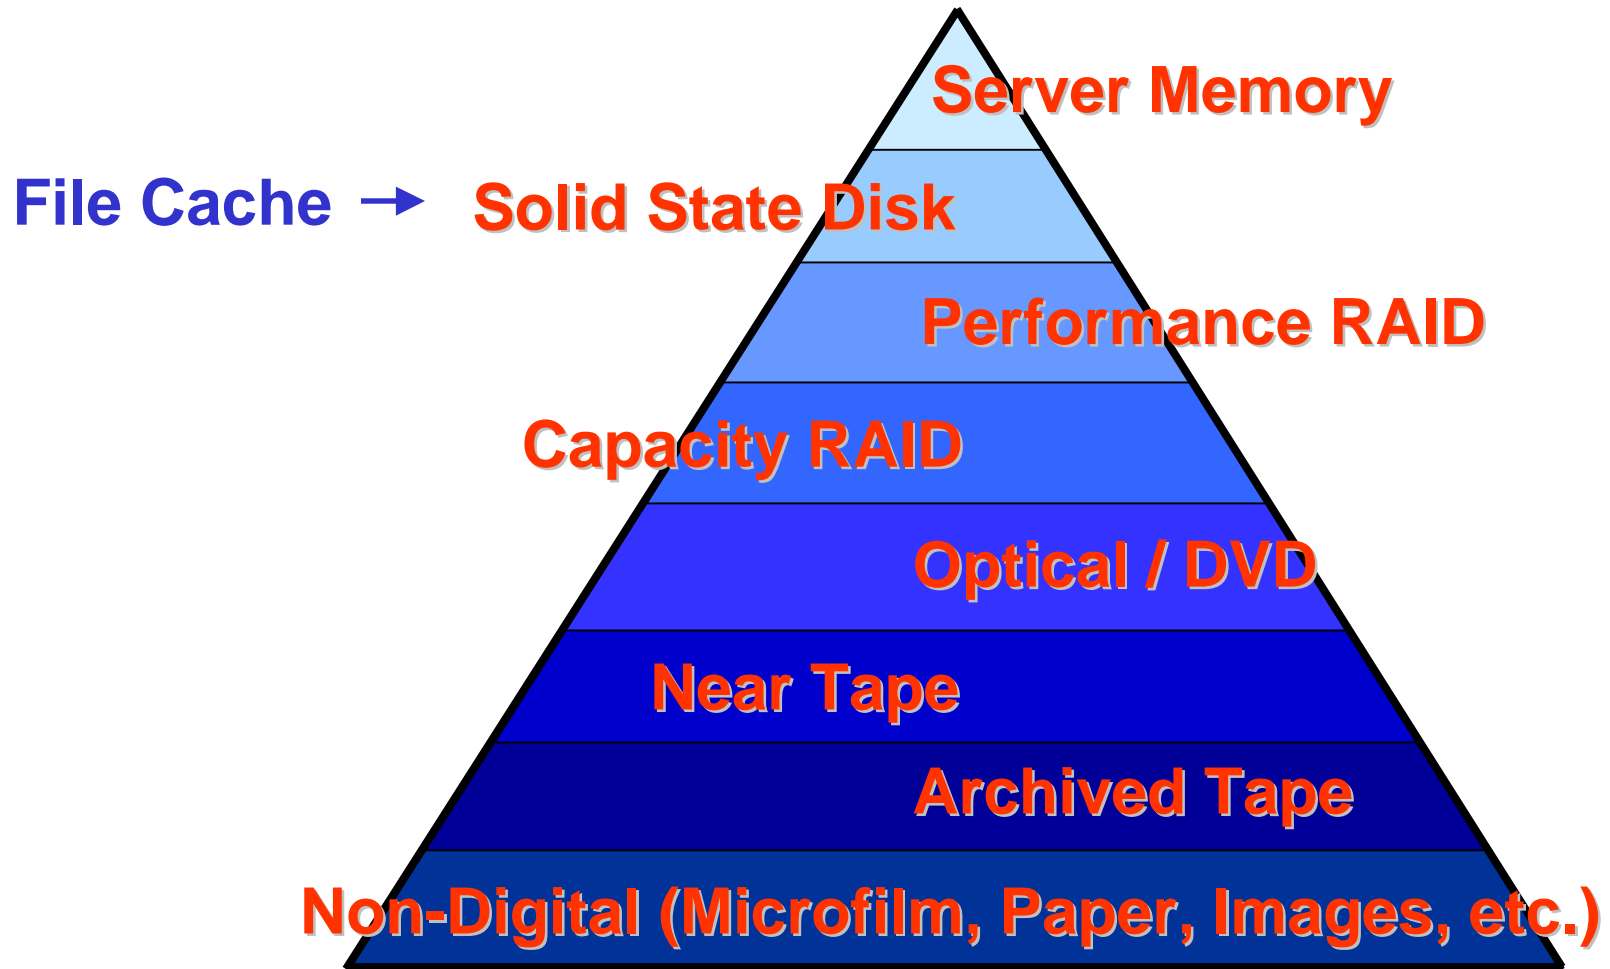 Server Memory
File Cache → Solid State Disk
Performance RAID
Capacity RAID
Optical / DVD
Near Tape
Archived Tape
Non-Digital (Microfilm, Paper, Images, etc.)